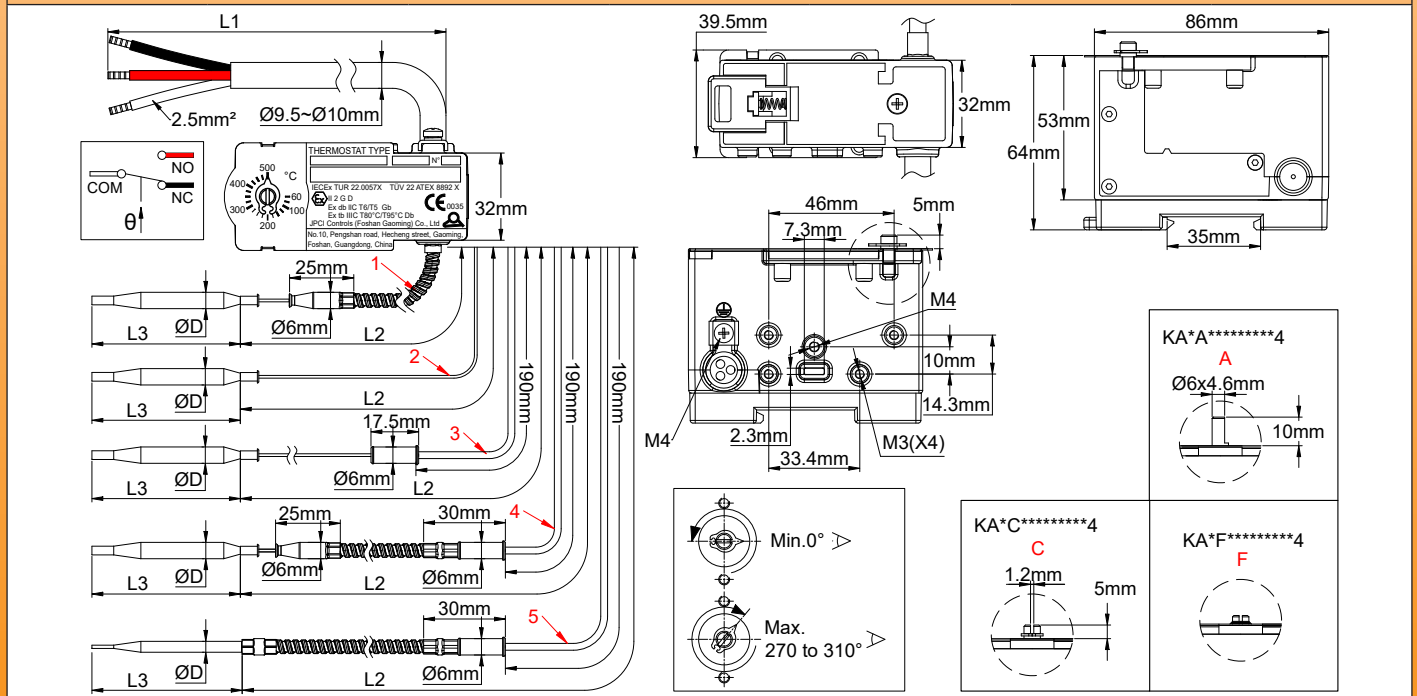 L1
2.5mm²
Ø9.5~Ø10mm
NO
COM
NC
θ
THERMOSTAT TYPE
N°
500
°C
400
60
300
100
200
IECEx TUR 22.0057X TÜV 22 ATEX 8892 X
II 2 G D
Ex db IIC T6/T5 Gb
Ex tb IIIC T80°C/T95°C Db
CE 0035
JPCI Controls (Foshan Gaoming) Co., Ltd
No.10, Pengshan road, Hecheng street, Gaoming,
Foshan, Guangdong, China
32mm
25mm
1
ØD
Ø6mm
L3
L2
2
ØD
L3
L2
17.5mm
3
ØD
Ø6mm
L3
L2
190mm
190mm
190mm
25mm
30mm
4
ØD
Ø6mm
Ø6mm
L3
L2
30mm
5
ØD
Ø6mm
L3
L2
39.5mm
32mm
86mm
53mm
64mm
35mm
46mm
5mm
7.3mm
M4
10mm
14.3mm
M4
2.3mm
M3(X4)
33.4mm
Min.0°
Max.
270 to 310°
KA*A*********4
A
Ø6x4.6mm
10mm
KA*C*********4
C
1.2mm
5mm
KA*F*********4
F